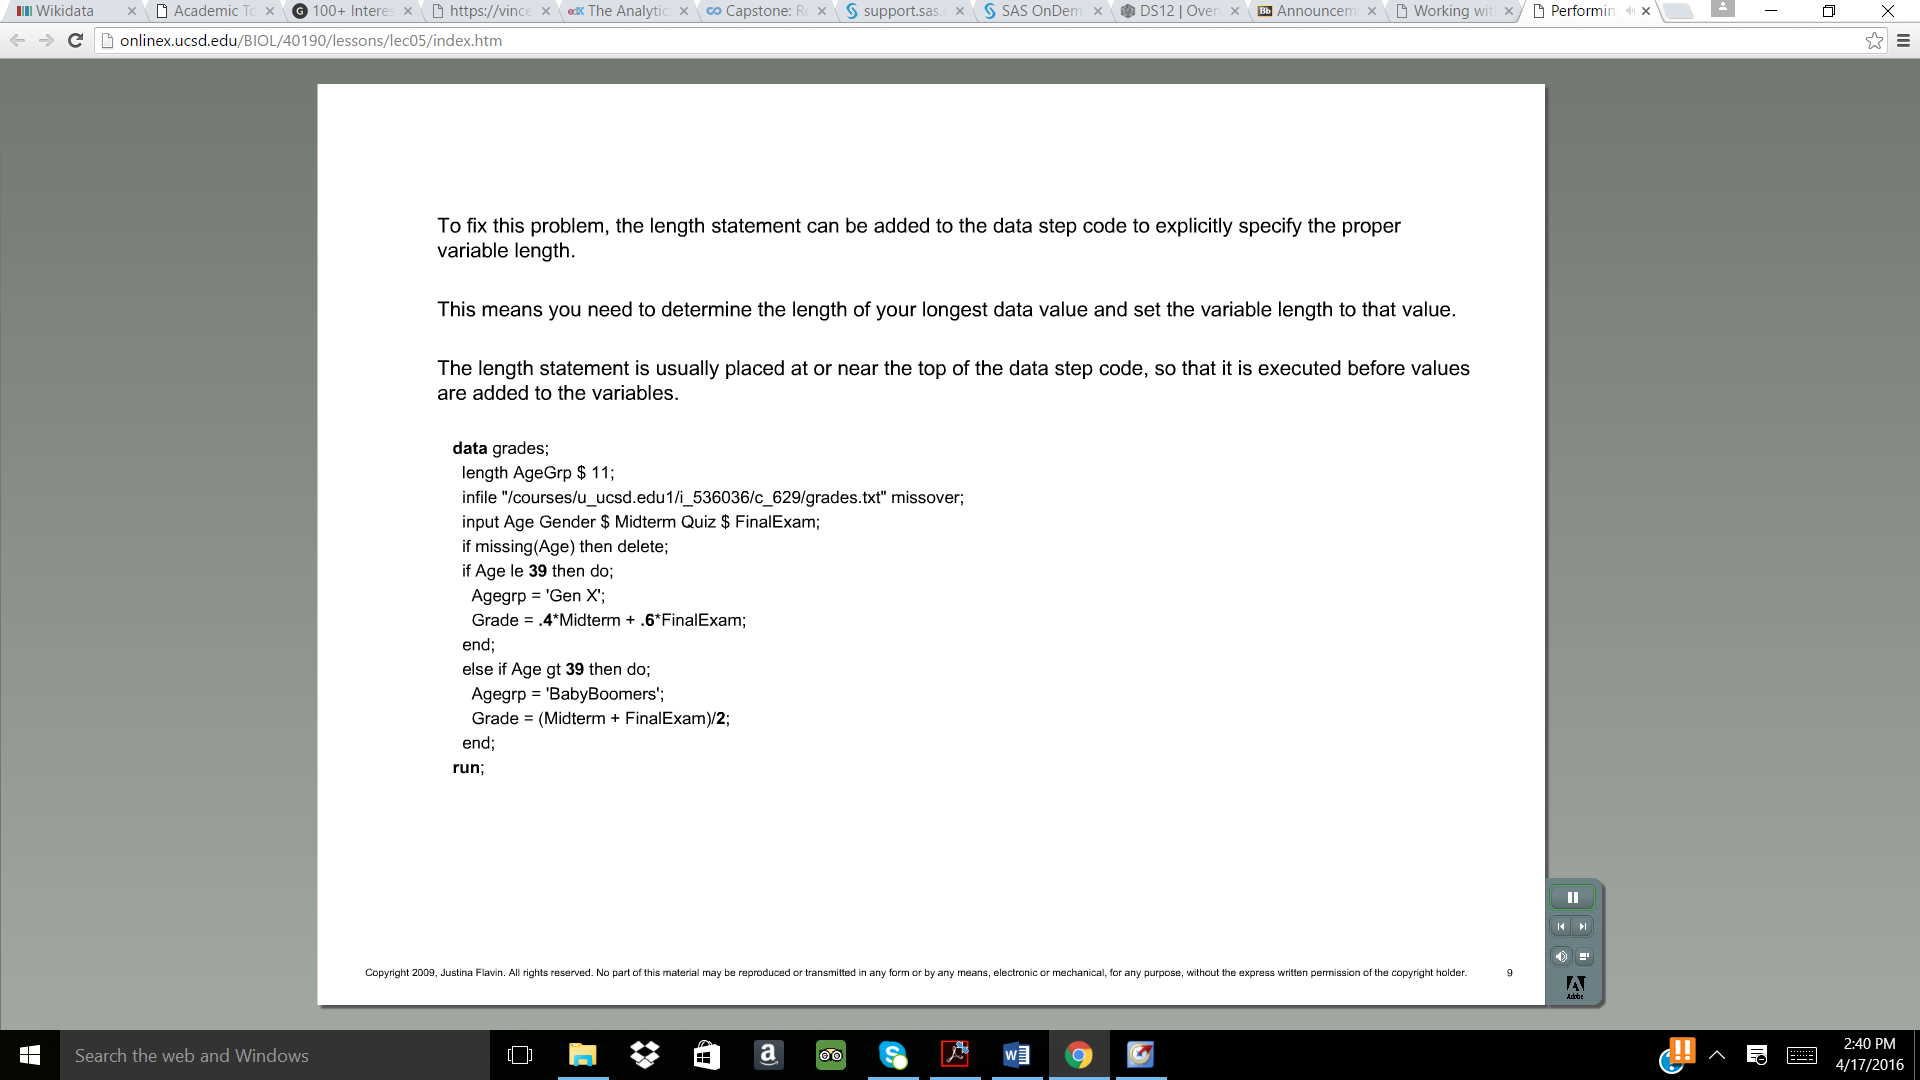 Wikidata
Academic To
100+ Interes
https://vince
The Analytic
Capstone: Re
support.sas.
SAS OnDem
DS12 | Over
Bb Announcem
Working wit
Performin
onlinex.ucsd.edu/BIOL/40190/lessons/lec05/index.htm
To fix this problem, the length statement can be added to the data step code to explicitly specify the proper
variable length.
This means you need to determine the length of your longest data value and set the variable length to that value.
The length statement is usually placed at or near the top of the data step code, so that it is executed before values
are added to the variables.
data grades;
length AgeGrp $ 11;
infile "/courses/u_ucsd.edu1/i_536036/c_629/grades.txt" missover;
input Age Gender $ Midterm Quiz $ FinalExam;
if missing(Age) then delete;
if Age le 39 then do;
Agegrp = 'Gen X';
Grade = .4*Midterm + .6*FinalExam;
end;
else if Age gt 39 then do;
Agegrp = 'BabyBoomers';
Grade = (Midterm + FinalExam)/2;
end;
run;
Copyright 2009, Justina Flavin. All rights reserved. No part of this material may be reproduced or transmitted in any form or by any means, electronic or mechanical, for any purpose, without the express written permission of the copyright holder.
9
Adobe
Search the web and Windows
2:40 PM
4/17/2016